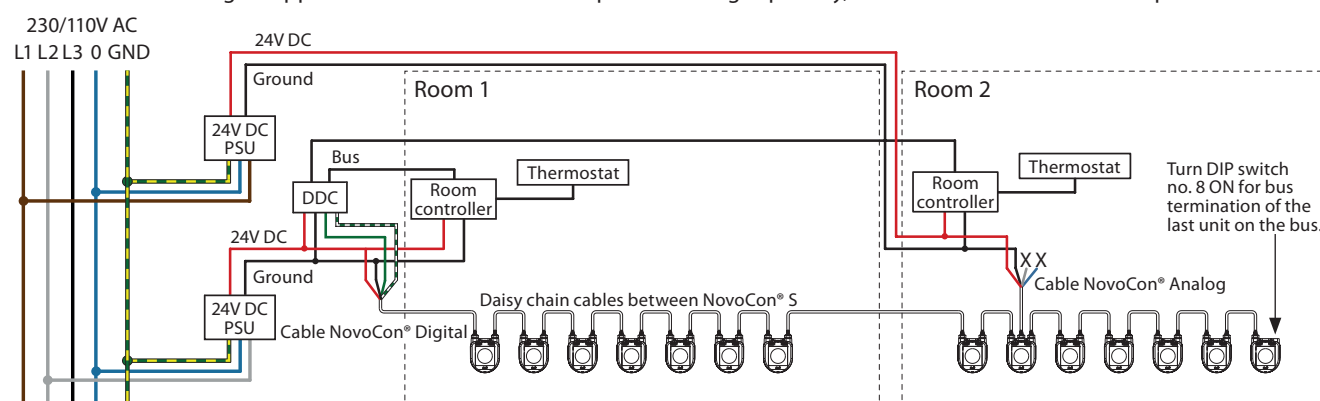 230/110V AC
L1 L2 L3 0 GND
24V DC
Ground
Room 1
Room 2
24V DC
PSU
Bus
Thermostat
Thermostat
DDC
Room
controller
Room
controller
Turn DIP switch
no. 8 ON for bus
termination of the
last unit on the bus.
24V DC
Ground
X X
Cable NovoCon® Analog
Daisy chain cables between NovoCon® S
24V DC
PSU
Cable NovoCon® Digital